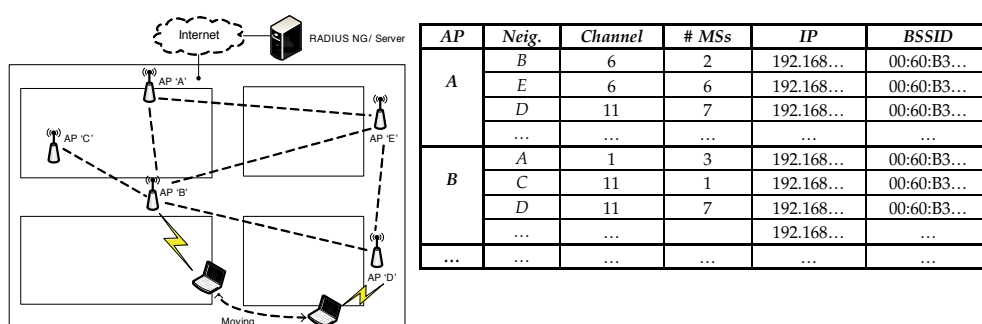 Internet
RADIUS NG/ Server
AP 'A'
AP 'C'
AP 'E'
AP 'B'
AP 'D'
Moving
AP Neig. Channel # MSs IP BSSID
A
B 6 2 192.168… 00:60:B3…
E 6 6 192.168… 00:60:B3…
D 11 7 192.168… 00:60:B3…
… … … … …
B
A 1 3 192.168… 00:60:B3…
C 11 1 192.168… 00:60:B3…
D 11 7 192.168… 00:60:B3…
… … 192.168… …
… … … … … …